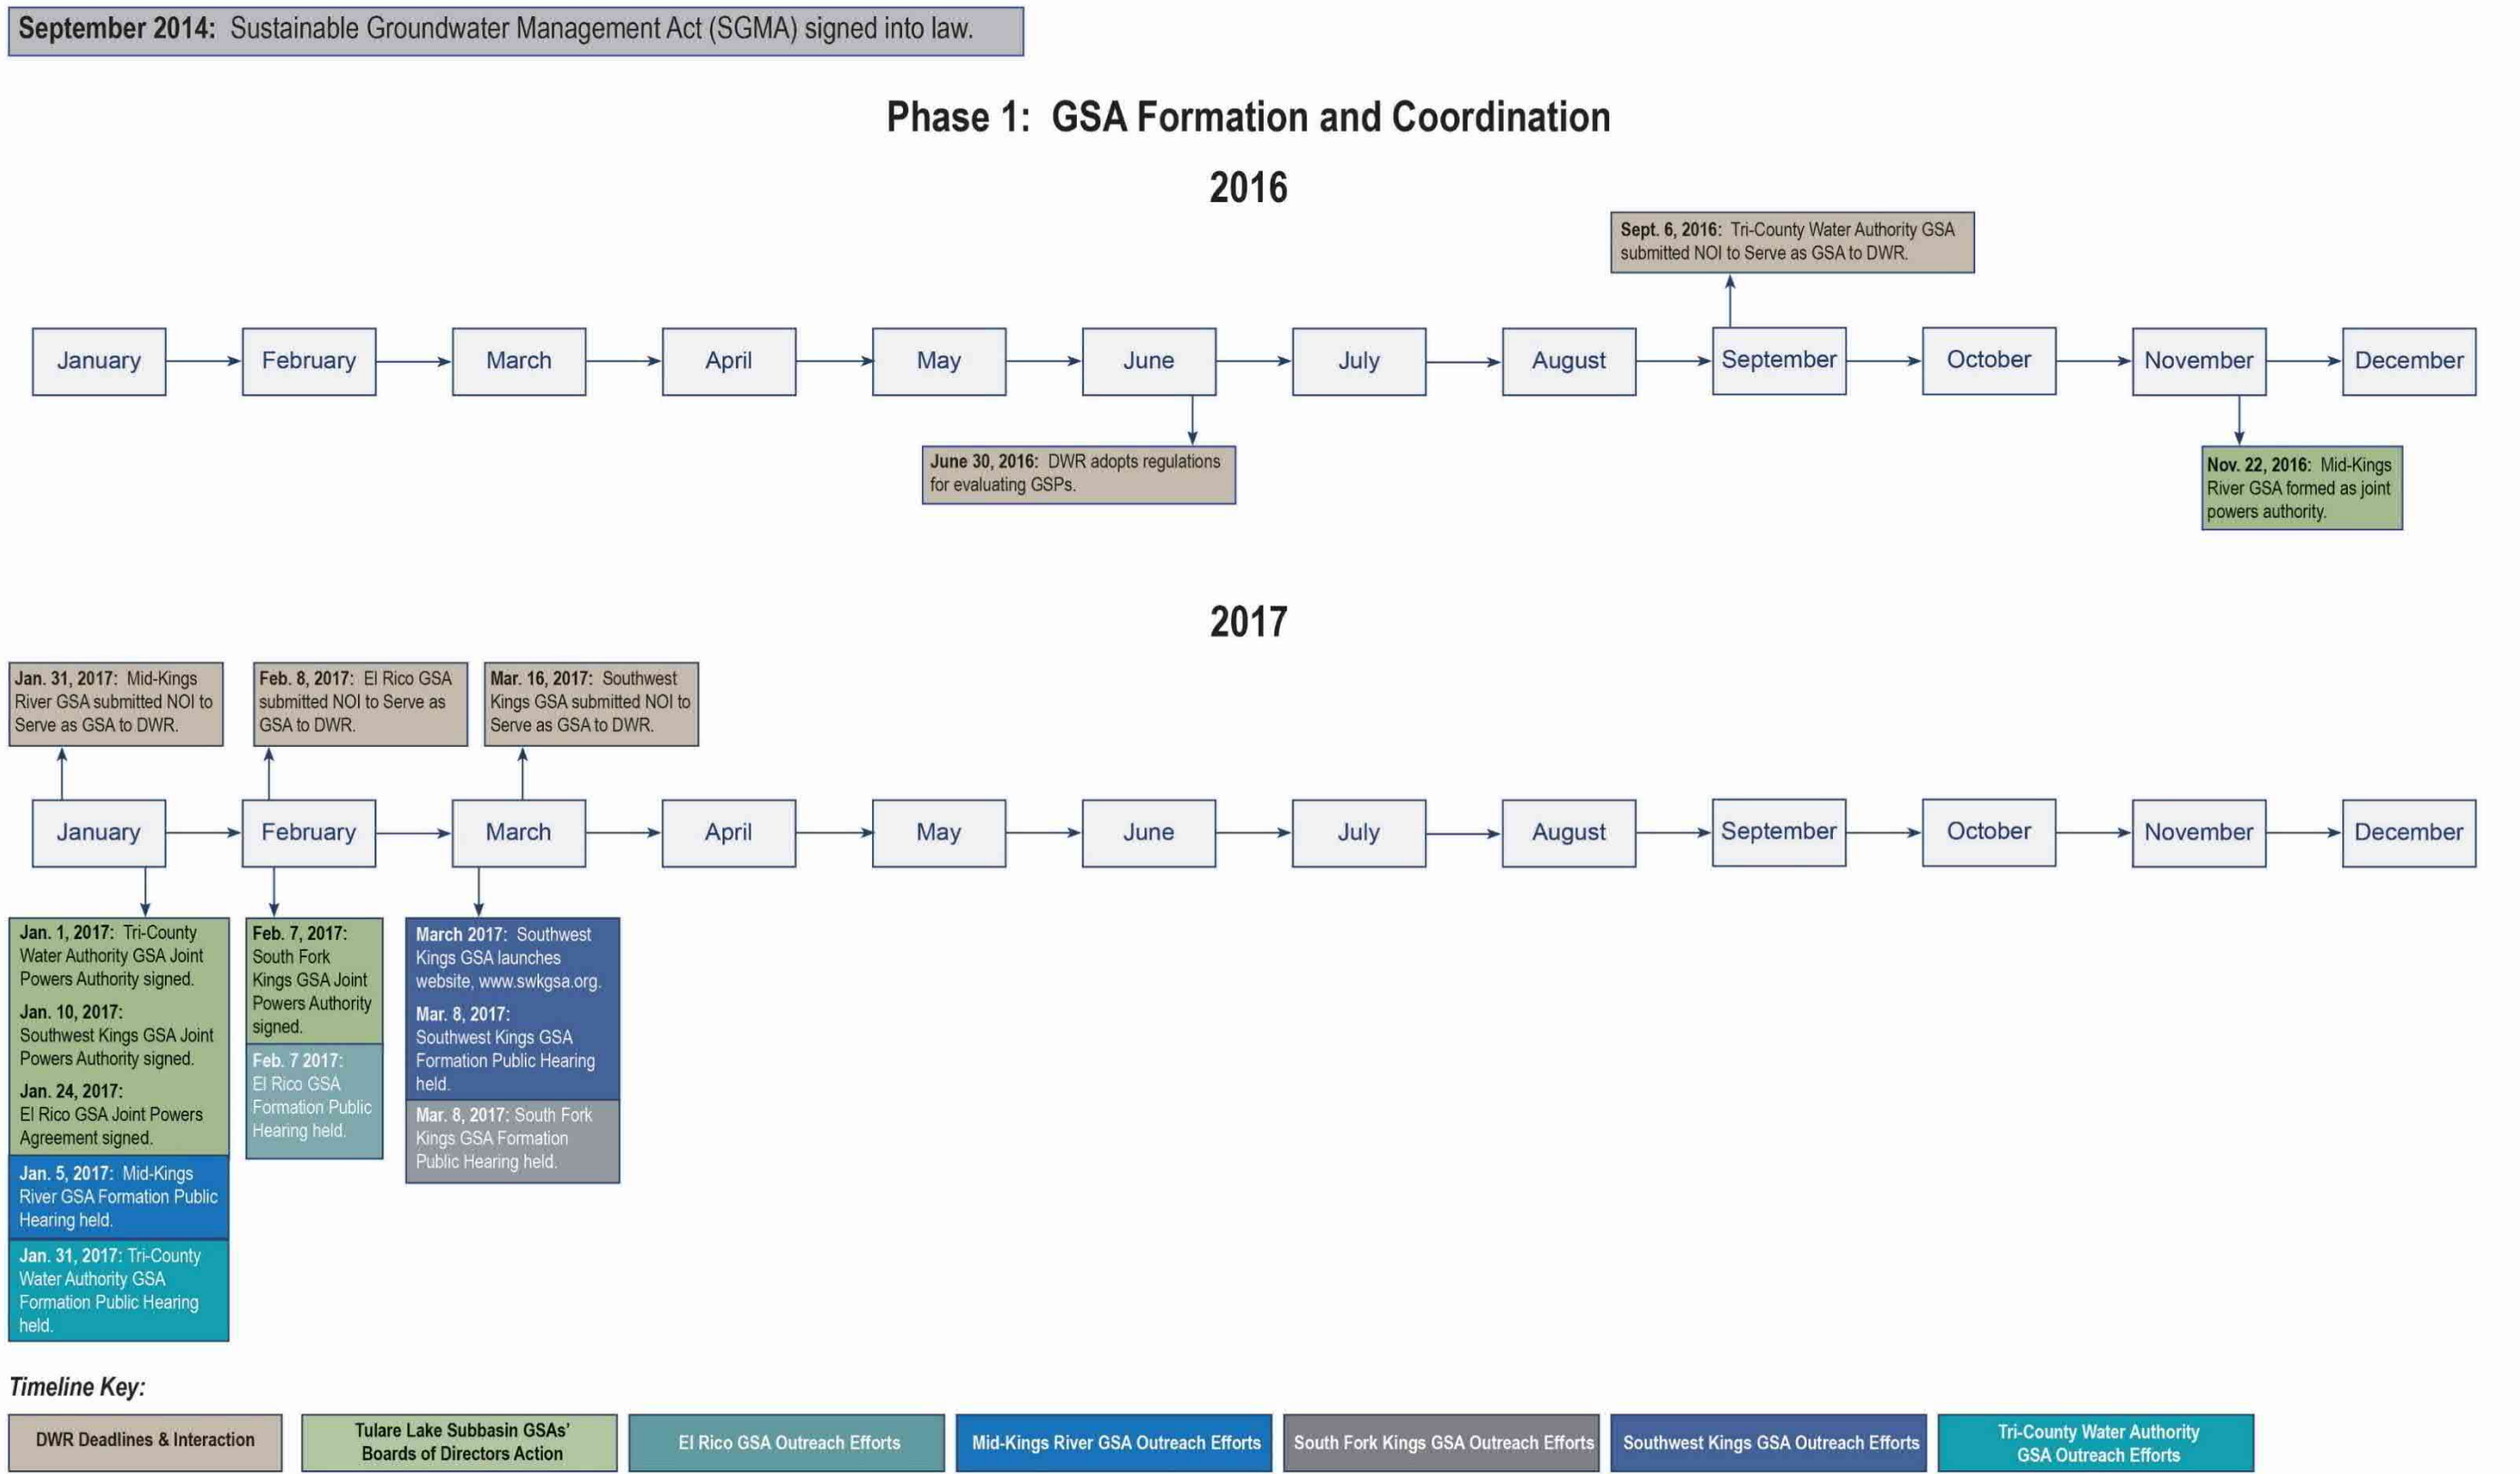 September 2014: Sustainable Groundwater Management Act (SGMA) signed into law.
Phase 1: GSA Formation and Coordination
2016
Sept. 6, 2016: Tri-County Water Authority GSA
submitted NOI to Serve as GSA to DWR.
January
February
March
April
May
June
July
August
September
October
November
December
June 30, 2016: DWR adopts regulations
for evaluating GSPs.
Nov. 22, 2016: Mid-Kings
River GSA formed as joint
powers authority.
2017
Jan. 31, 2017: Mid-Kings
River GSA submitted NOI to
Serve as GSA to DWR.
Feb. 8, 2017: El Rico GSA
submitted NOI to Serve as
GSA to DWR.
Mar. 16, 2017: Southwest
Kings GSA submitted NOI to
Serve as GSA to DWR.
January
February
March
April
May
June
July
August
September
October
November
December
Jan. 1, 2017: Tri-County
Water Authority GSA Joint
Powers Authority signed.
Jan. 10, 2017:
Southwest Kings GSA Joint
Powers Authority signed.
Jan. 24, 2017:
El Rico GSA Joint Powers
Agreement signed.
Jan. 5, 2017: Mid-Kings
River GSA Formation Public
Hearing held.
Jan. 31, 2017: Tri-County
Water Authority GSA
Formation Public Hearing
held.
Feb. 7, 2017:
South Fork
Kings GSA Joint
Powers Authority
signed.
Feb. 7 2017:
El Rico GSA
Formation Public
Hearing held.
March 2017: Southwest
Kings GSA launches
website, www.swkgsa.org.
Mar. 8, 2017:
Southwest Kings GSA
Formation Public Hearing
held.
Mar. 8, 2017: South Fork
Kings GSA Formation
Public Hearing held.
Timeline Key:
DWR Deadlines & Interaction
Tulare Lake Subbasin GSAs'
Boards of Directors Action
El Rico GSA Outreach Efforts
Mid-Kings River GSA Outreach Efforts
South Fork Kings GSA Outreach Efforts
Southwest Kings GSA Outreach Efforts
Tri-County Water Authority
GSA Outreach Efforts